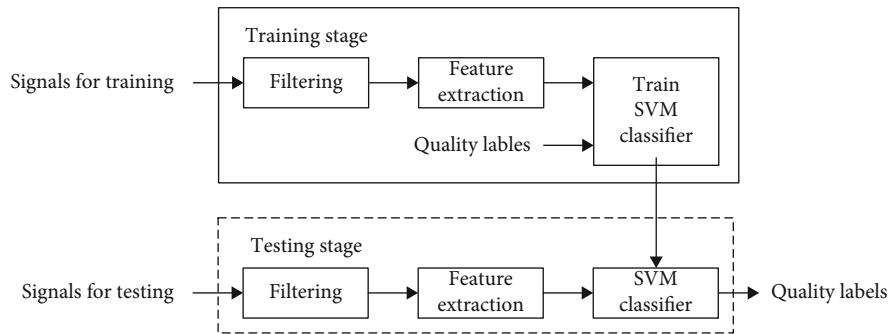 Training stage
Signals for training
Filtering
Feature
extraction
Train
SVM
classifier
Quality lables
Testing stage
Signals for testing
Filtering
Feature
extraction
SVM
classifier
Quality labels